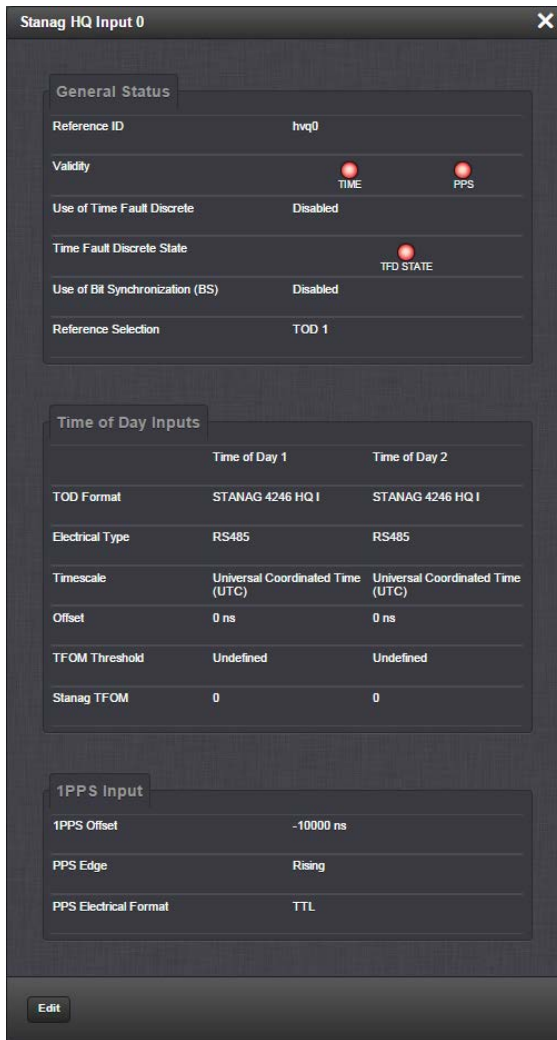 Stanag HQ Input 0
General Status
Reference ID hvq0
Validity
TIME PPS
Use of Time Fault Discrete Disabled
Time Fault Discrete State
TFD STATE
Use of Bit Synchronization (BS) Disabled
Reference Selection TOD 1
Time of Day Inputs
Time of Day 1 Time of Day 2
TOD Format STANAG 4246 HQ I STANAG 4246 HQ I
Electrical Type RS485 RS485
Timescale Universal Coordinated Time Universal Coordinated Time
(UTC) (UTC)
Offset 0 ns 0 ns
TFOM Threshold Undefined Undefined
Stanag TFOM 0 0
1PPS Input
1PPS Offset -10000 ns
PPS Edge Rising
PPS Electrical Format TTL
Edit